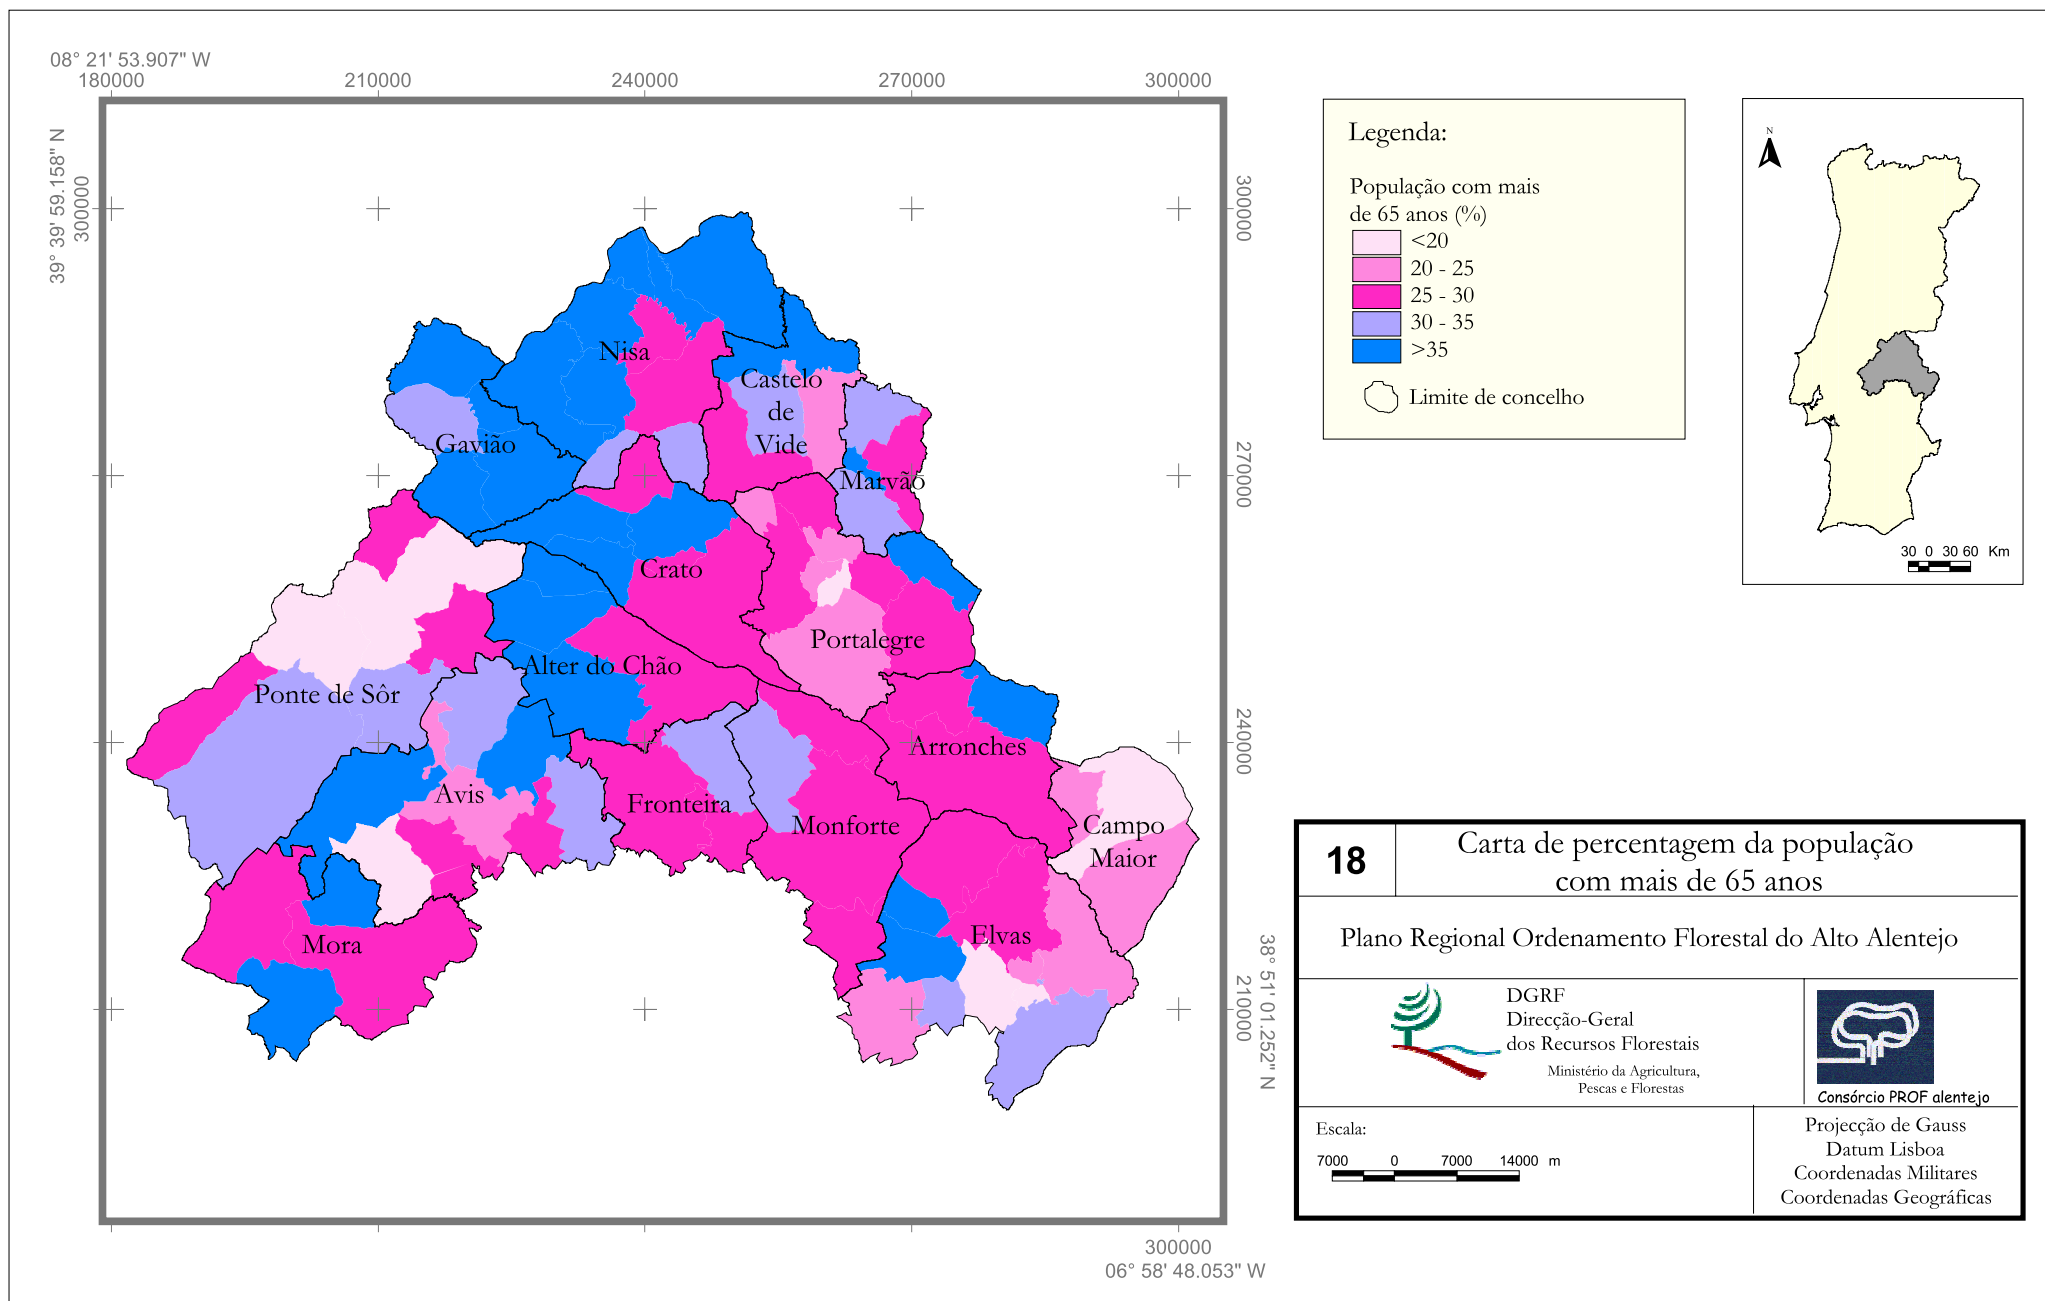 08° 21' 53.907" W
180000
210000
240000
270000
300000
39° 39' 59.158" N
300000
300000
270000
240000
210000
38° 51' 01.252" N
300000
06° 58' 48.053" W
Nisa
Castelo
de
Vide
Gavião
Marvão
Crato
Portalegre
Alter do Chão
Ponte de Sôr
Arronches
Avis
Fronteira
Monforte
Campo
Maior
Elvas
Mora
Legenda:
População com mais
de 65 anos (%)
<20
20 - 25
25 - 30
30 - 35
>35
Limite de concelho
N
30 0 30 60 Km
18
Carta de percentagem da população
com mais de 65 anos
Plano Regional Ordenamento Florestal do Alto Alentejo
DGRF
Direcção-Geral
dos Recursos Florestais
Ministério da Agricultura,
Pescas e Florestas
Consórcio PROF alentejo
Escala:
7000 0 7000 14000 m
Projecção de Gauss
Datum Lisboa
Coordenadas Militares
Coordenadas Geográficas